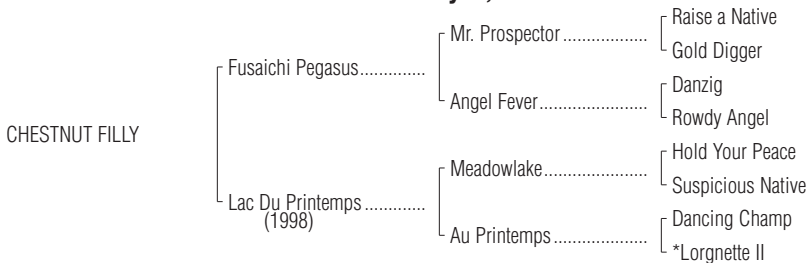 Raise a Native
Mr. Prospector ....................
Gold Digger
Fusaichi Pegasus..............
Danzig
Angel Fever.........................
Rowdy Angel
CHESTNUT FILLY
Hold Your Peace
Meadowlake........................
Suspicious Native
Lac Du Printemps .............
(1998)
Dancing Champ
Au Printemps ......................
*Lorgnette II